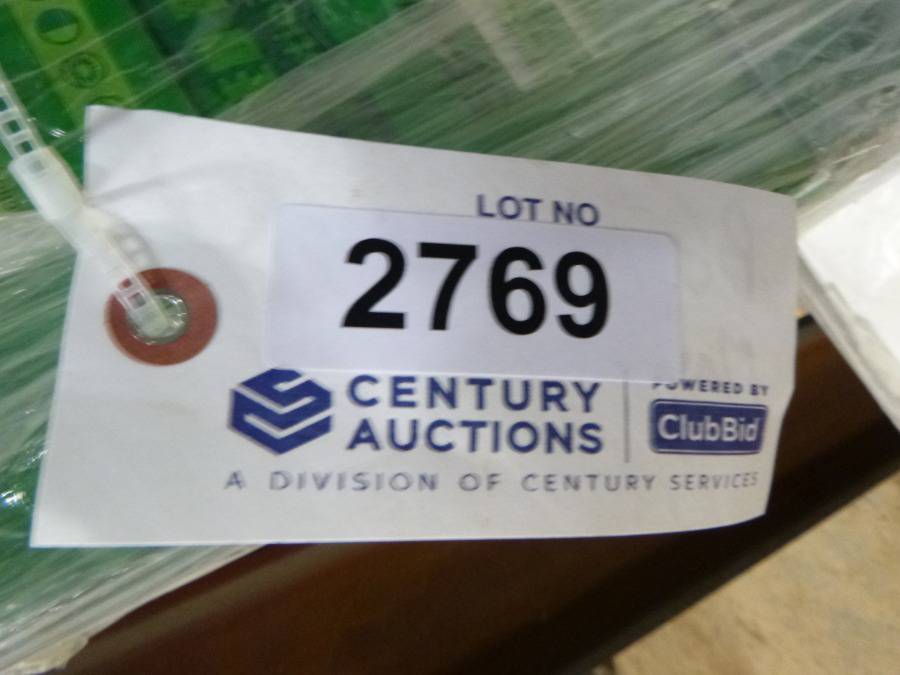 LOT NO
2769
CENTURY
AUCTIONS
POWERED BY
ClubBid
A DIVISION OF CENTURY SERVICES